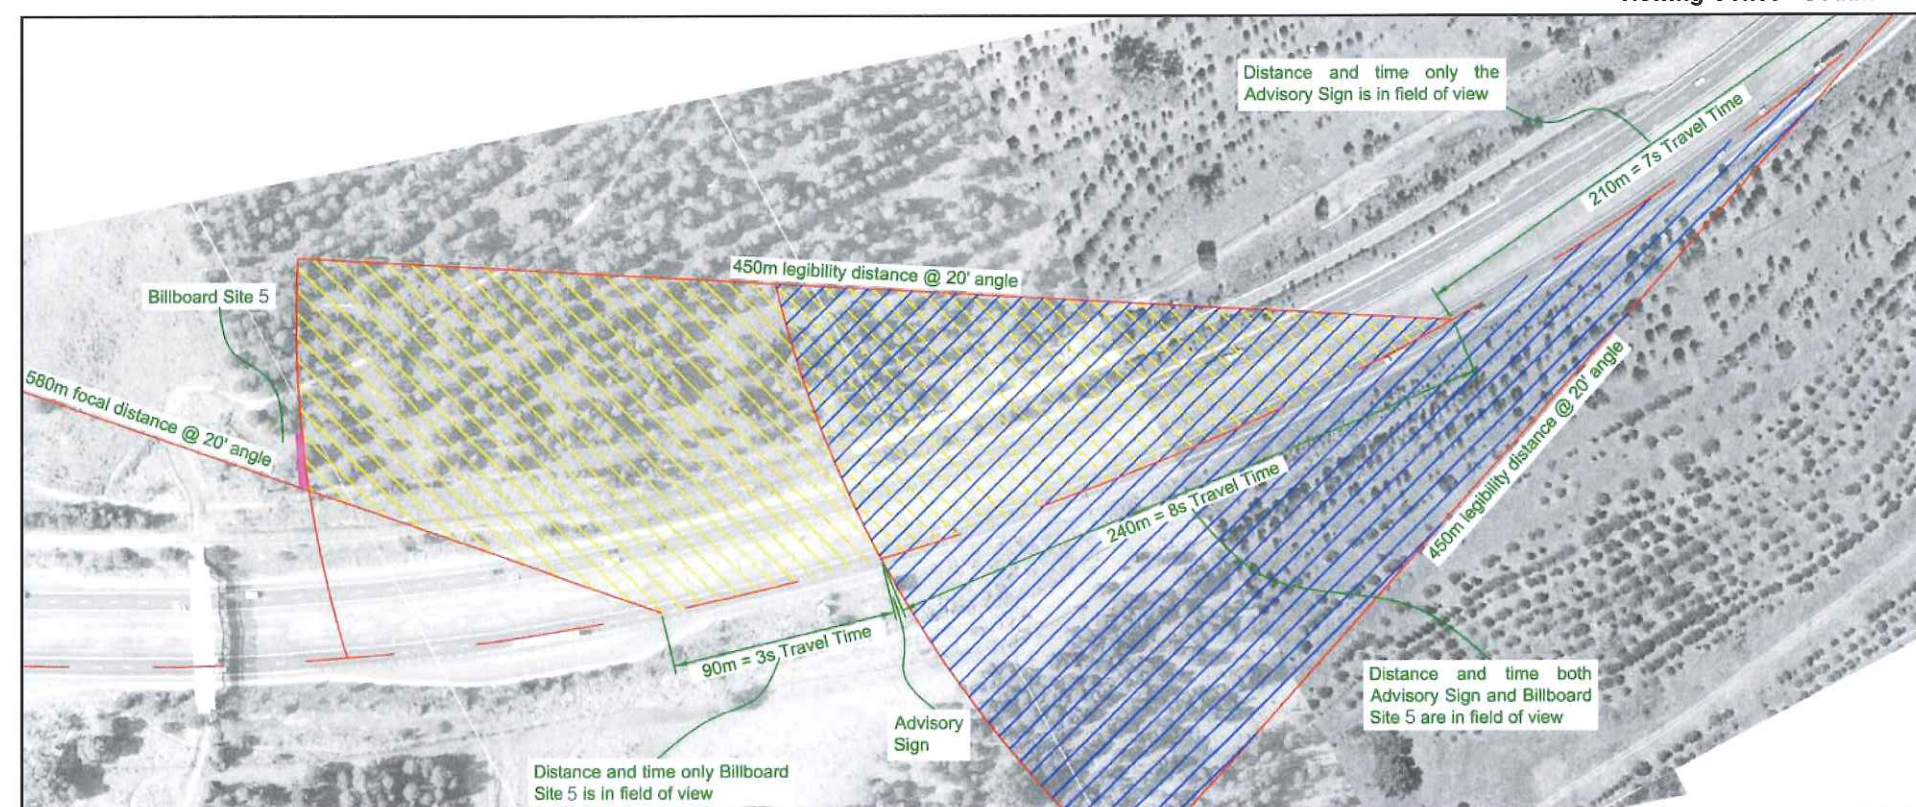 Distance and time only the
Advisory Sign is in field of view
210m = 7s Travel Time
450m legibility distance @ 20' angle
Billboard Site 5
580m focal distance @ 20' angle
450m legibility distance @ 20' angle
240m = 8s Travel Time
90m = 3s Travel Time
Distance and time both
Advisory Sign and Billboard
Site 5 are in field of view
Advisory
Sign
Distance and time only Billboard
Site 5 is in field of view